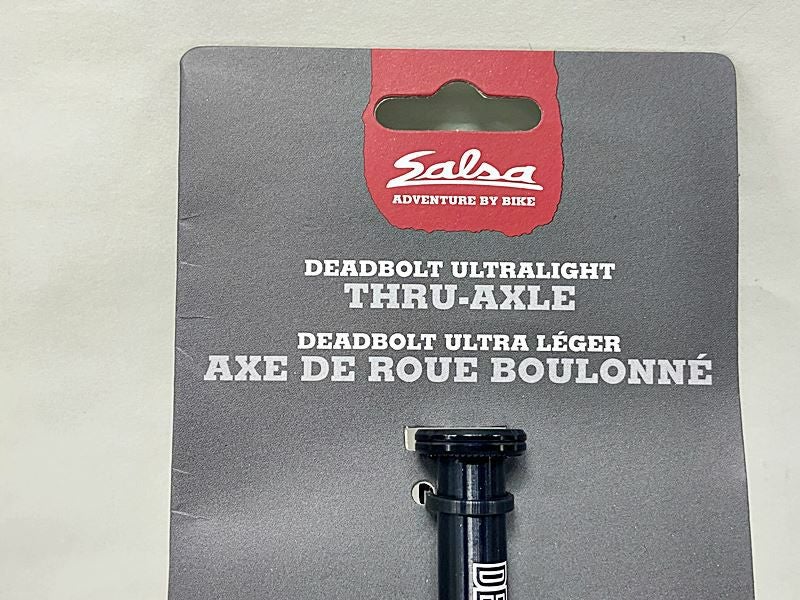 Salsa
ADVENTURE BY BIKE
DEADBOLT ULTRALIGHT
THRU-AXLE
DEADBOLT ULTRA LÉGER
AXE DE ROUE BOULONNÉ